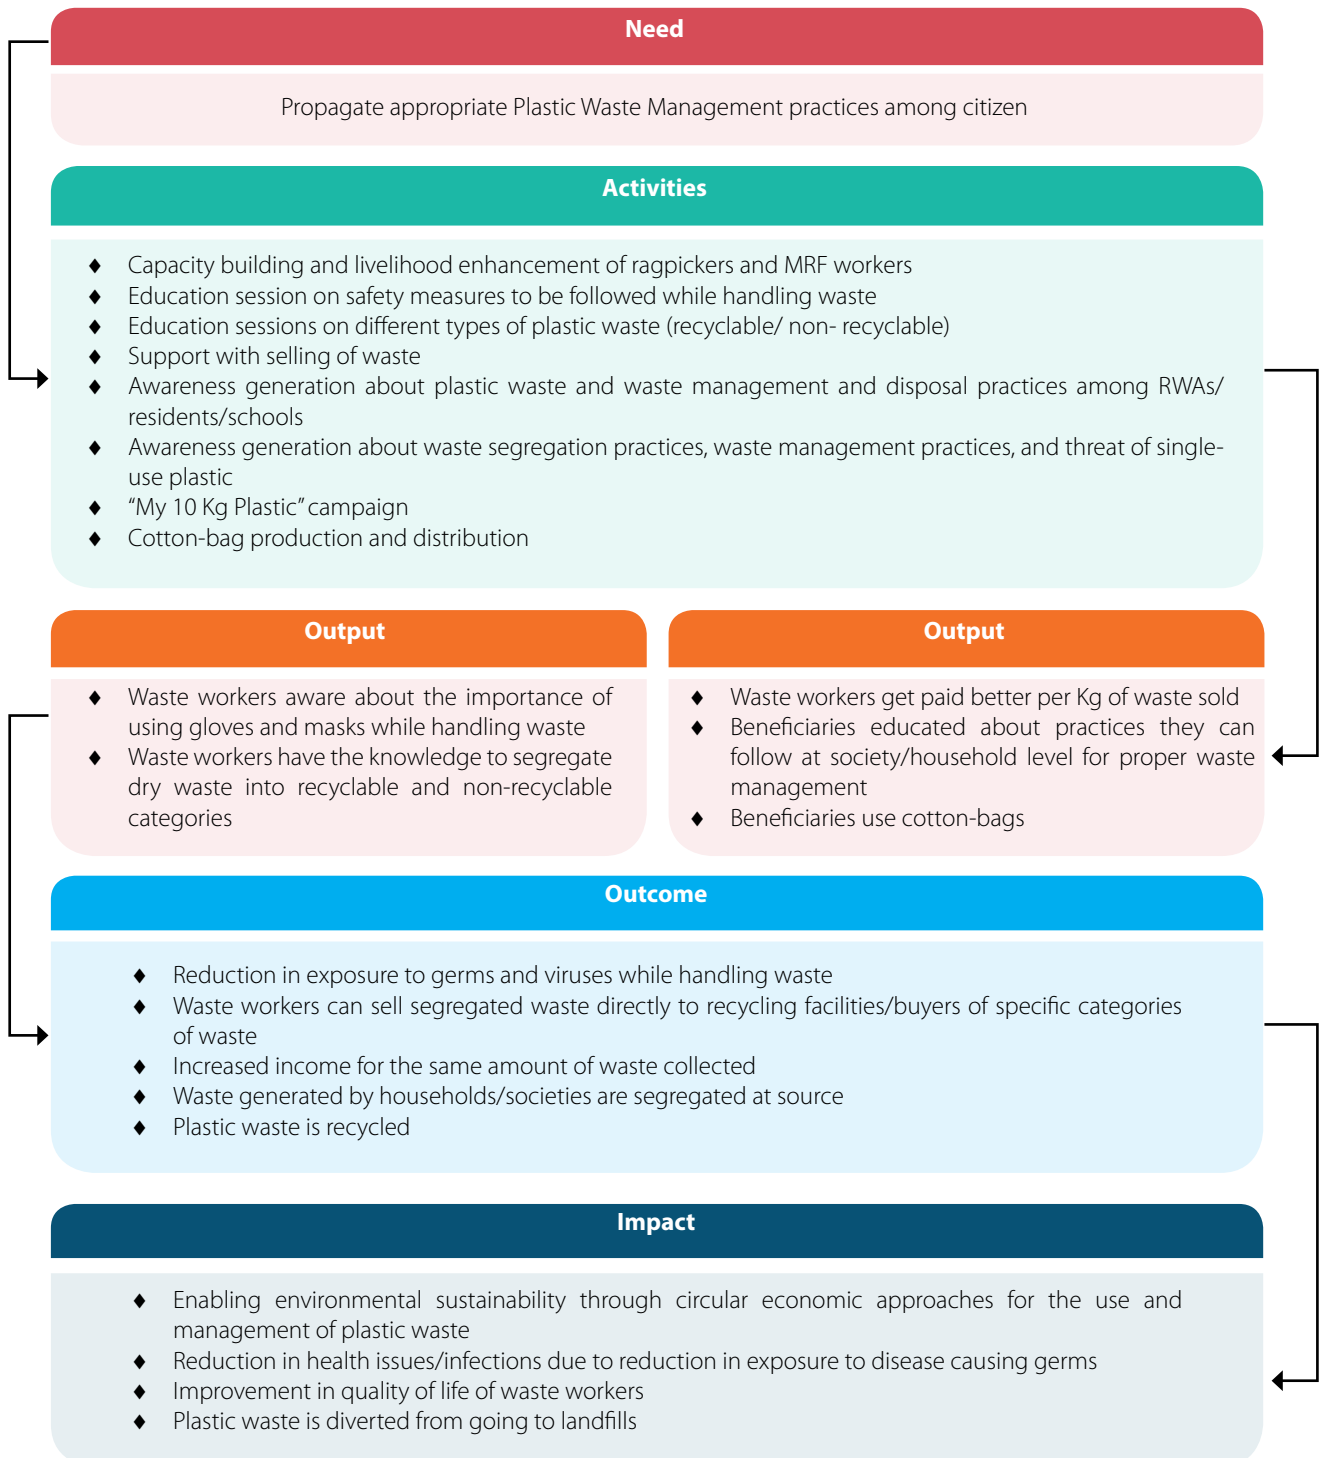 Need
Propagate appropriate Plastic Waste Management practices among citizen
Activities
♦ Capacity building and livelihood enhancement of ragpickers and MRF workers
♦ Education session on safety measures to be followed while handling waste
♦ Education sessions on different types of plastic waste (recyclable/ non- recyclable)
♦ Support with selling of waste
♦ Awareness generation about plastic waste and waste management and disposal practices among RWAs/
residents/schools
♦ Awareness generation about waste segregation practices, waste management practices, and threat of single-
use plastic
♦ “My 10 Kg Plastic” campaign
♦ Cotton-bag production and distribution
Output
♦ Waste workers aware about the importance of
using gloves and masks while handling waste
♦ Waste workers have the knowledge to segregate
dry waste into recyclable and non-recyclable
categories
Output
♦ Waste workers get paid better per Kg of waste sold
♦ Beneficiaries educated about practices they can
follow at society/household level for proper waste
management
♦ Beneficiaries use cotton-bags
Outcome
♦ Reduction in exposure to germs and viruses while handling waste
♦ Waste workers can sell segregated waste directly to recycling facilities/buyers of specific categories
of waste
♦ Increased income for the same amount of waste collected
♦ Waste generated by households/societies are segregated at source
♦ Plastic waste is recycled
Impact
♦ Enabling environmental sustainability through circular economic approaches for the use and
management of plastic waste
♦ Reduction in health issues/infections due to reduction in exposure to disease causing germs
♦ Improvement in quality of life of waste workers
♦ Plastic waste is diverted from going to landfills